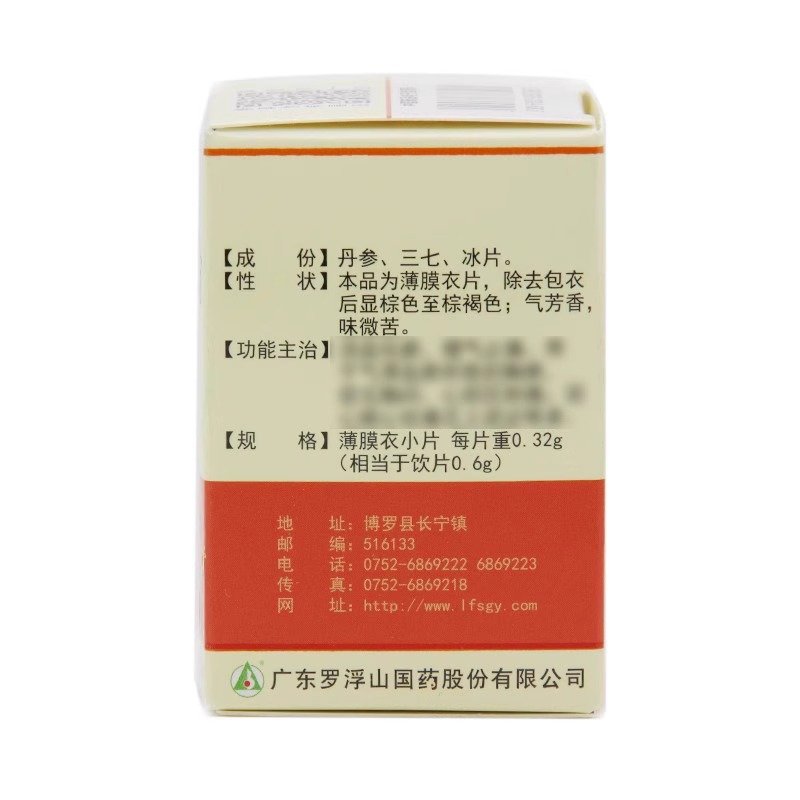 【成　份】丹参、三七、冰片。
【性　状】本品为薄膜衣片，除去包衣
后显棕色至棕褐色；气芳香，
味微苦。
【功能主治】
【规　格】薄膜衣小片 每片重0.32g
（相当于饮片0.6g）
地　址：博罗县长宁镇
邮　编：516133
电　话：0752-6869222 6869223
传　真：0752-6869218
网　址：http://www.lfsgy.com
广东罗浮山国药股份有限公司